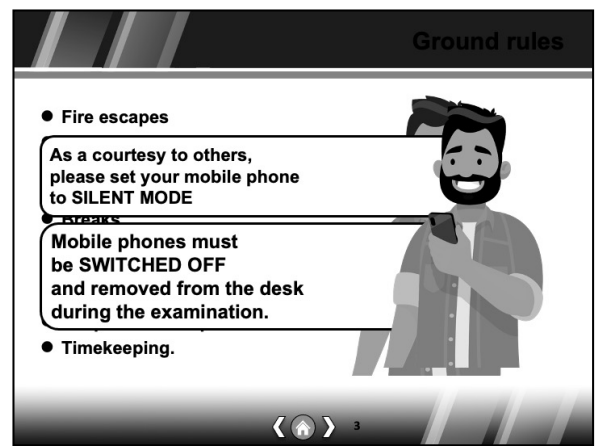 Ground rules
● Fire escapes
As a courtesy to others,
please set your mobile phone
to SILENT MODE
● Breaks
Mobile phones must
be SWITCHED OFF
and removed from the desk
during the examination.
● Timekeeping.
3